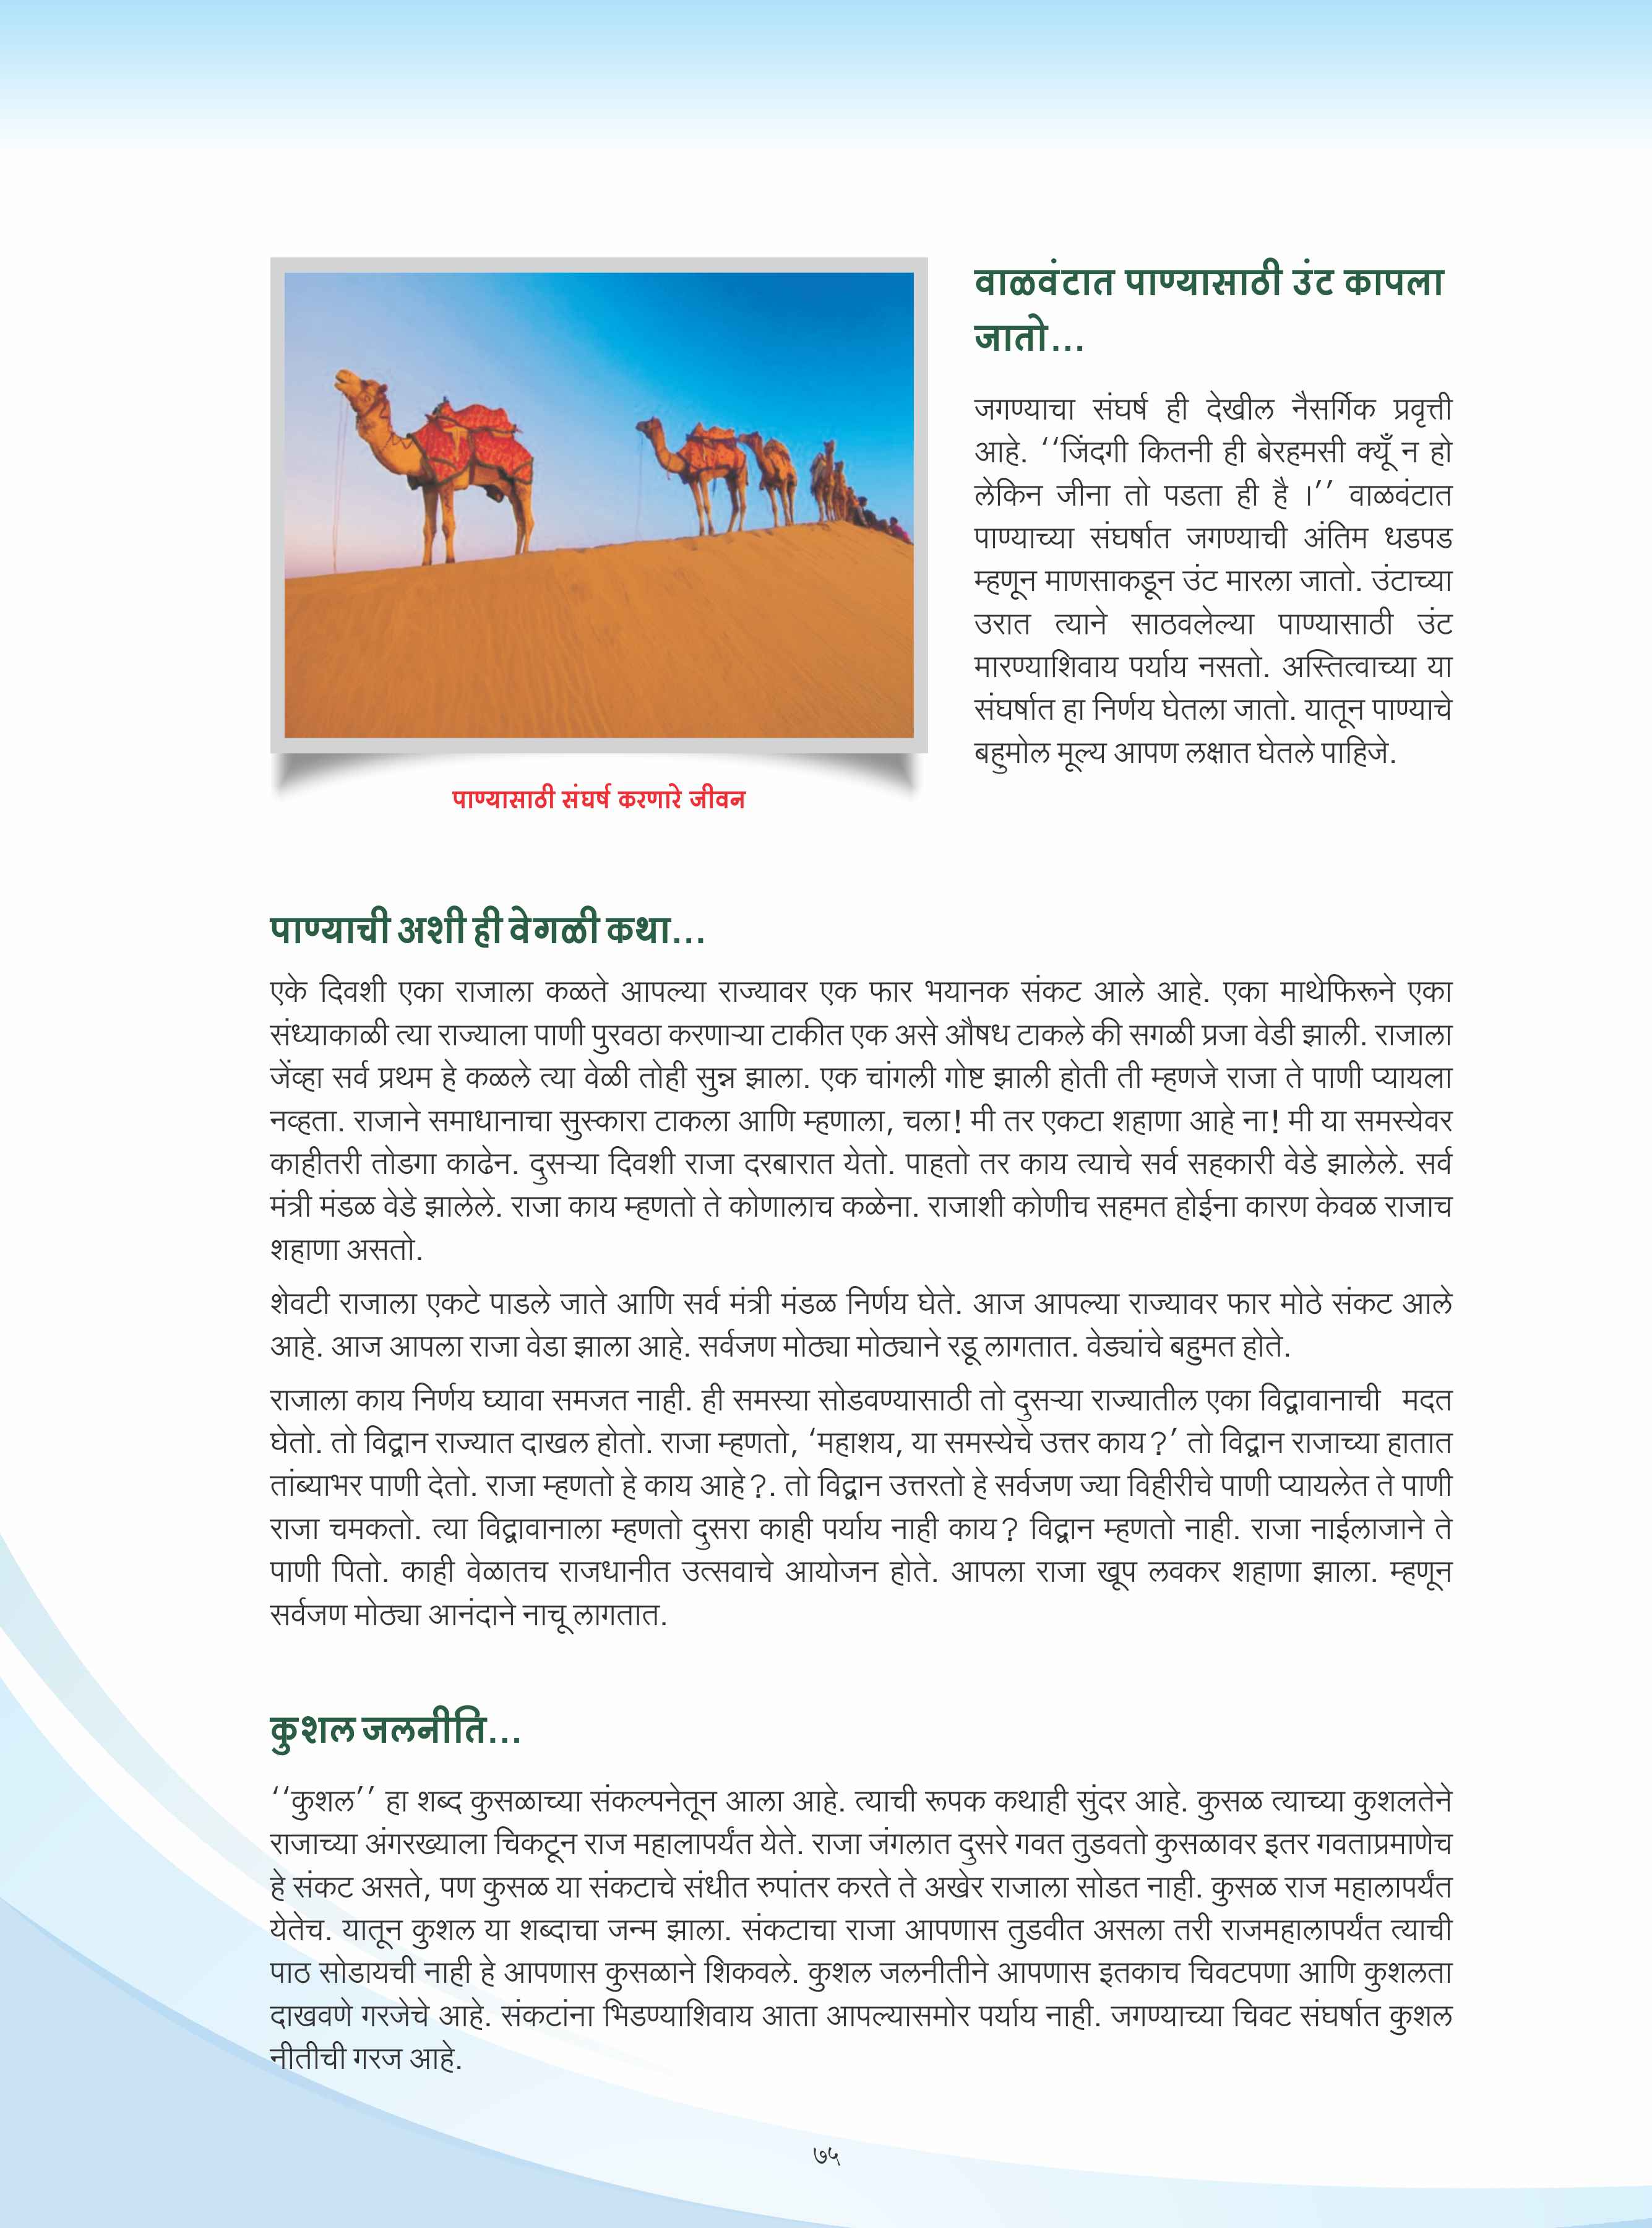 वाळवंटात पाण्यासाठी उंट कापला
जातो...
जगण्याचा संघर्ष ही देखील नैसर्गिक प्रवृत्ती
आहे. ‘‘जिंदगी कितनी ही बेरहमसी क्यूँ न हो
लेकिन जीना तो पडता ही है ।’’ वाळवंटात
पाण्याच्या संघर्षात जगण्याची अंतिम धडपड
म्हणून माणसाकडून उंट मारला जातो. उंटाच्या
उरात त्याने साठवलेल्या पाण्यासाठी उंट
मारण्याशिवाय पर्याय नसतो. अस्तित्वाच्या या
संघर्षात हा निर्णय घेतला जातो. यातून पाण्याचे
बहुमोल मूल्य आपण लक्षात घेतले पाहिजे.
पाण्यासाठी संघर्ष करणारे जीवन
पाण्याची अशी ही वेगळी कथा...
एके दिवशी एका राजाला कळते आपल्या राज्यावर एक फार भयानक संकट आले आहे. एका माथेफिरूने एका
संध्याकाळी त्या राज्याला पाणी पुरवठा करणाऱ्या टाकीत एक असे औषध टाकले की सगळी प्रजा वेडी झाली. राजाला
जेंव्हा सर्व प्रथम हे कळले त्या वेळी तोही सुन्न झाला. एक चांगली गोष्ट झाली होती ती म्हणजे राजा ते पाणी प्यायला
नव्हता. राजाने समाधानाचा सुस्कारा टाकला आणि म्हणाला, चला! मी तर एकटा शहाणा आहे ना! मी या समस्येवर
काहीतरी तोडगा काढेन. दुसऱ्या दिवशी राजा दरबारात येतो. पाहतो तर काय त्याचे सर्व सहकारी वेडे झालेले. सर्व
मंत्री मंडळ वेडे झालेले. राजा काय म्हणतो ते कोणालाच कळेना. राजाशी कोणीच सहमत होईना कारण केवळ राजाच
शहाणा असतो.
शेवटी राजाला एकटे पाडले जाते आणि सर्व मंत्री मंडळ निर्णय घेते. आज आपल्या राज्यावर फार मोठे संकट आले
आहे. आज आपला राजा वेडा झाला आहे. सर्वजण मोठ्या मोठ्याने रडू लागतात. वेड्यांचे बहुमत होते.
राजाला काय निर्णय घ्यावा समजत नाही. ही समस्या सोडवण्यासाठी तो दुसऱ्या राज्यातील एका विद्वावानाची मदत
घेतो. तो विद्वान राज्यात दाखल होतो. राजा म्हणतो, ‘महाशय, या समस्येचे उत्तर काय?’ तो विद्वान राजाच्या हातात
तांब्याभर पाणी देतो. राजा म्हणतो हे काय आहे?. तो विद्वान उत्तरतो हे सर्वजण ज्या विहीरीचे पाणी प्यायलेत ते पाणी
राजा चमकतो. त्या विद्वावानाला म्हणतो दुसरा काही पर्याय नाही काय? विद्वान म्हणतो नाही. राजा नाईलाजाने ते
पाणी पितो. काही वेळातच राजधानीत उत्सवाचे आयोजन होते. आपला राजा खूप लवकर शहाणा झाला. म्हणून
सर्वजण मोठ्या आनंदाने नाचू लागतात.
कुशल जलनीति...
‘‘कुशल’’ हा शब्द कुसळाच्या संकल्पनेतून आला आहे. त्याची रूपक कथाही सुंदर आहे. कुसळ त्याच्या कुशलतेने
राजाच्या अंगरख्याला चिकटून राज महालापर्यंत येते. राजा जंगलात दुसरे गवत तुडवतो कुसळावर इतर गवताप्रमाणेच
हे संकट असते, पण कुसळ या संकटाचे संधीत रुपांतर करते ते अखेर राजाला सोडत नाही. कुसळ राज महालापर्यंत
येतेच. यातून कुशल या शब्दाचा जन्म झाला. संकटाचा राजा आपणास तुडवीत असला तरी राजमहालापर्यंत त्याची
पाठ सोडायची नाही हे आपणास कुसळाने शिकवले. कुशल जलनीतीने आपणास इतकाच चिवटपणा आणि कुशलता
दाखवणे गरजेचे आहे. संकटांना भिडण्याशिवाय आता आपल्यासमोर पर्याय नाही. जगण्याच्या चिवट संघर्षात कुशल
नीतीची गरज आहे.
७५